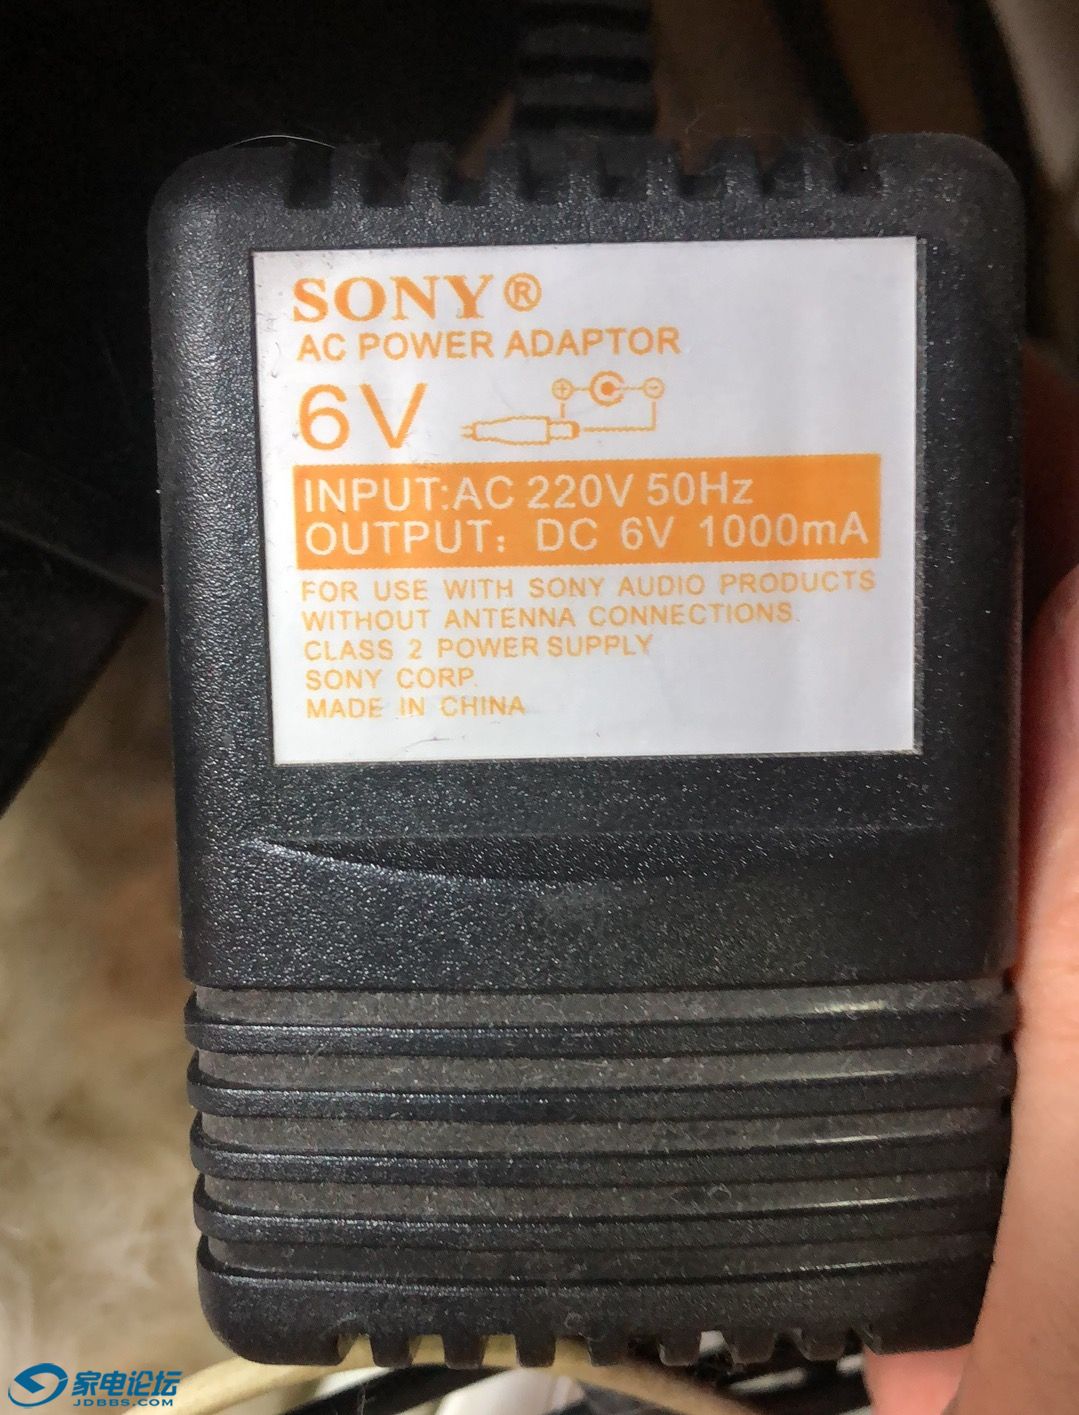 SONY®
AC POWER ADAPTOR
6V
INPUT:AC 220V 50Hz
OUTPUT: DC 6V 1000mA
FOR USE WITH SONY AUDIO PRODUCTS
WITHOUT ANTENNA CONNECTIONS.
CLASS 2 POWER SUPPLY
SONY CORP.
MADE IN CHINA
家电论坛
JDBBS.COM